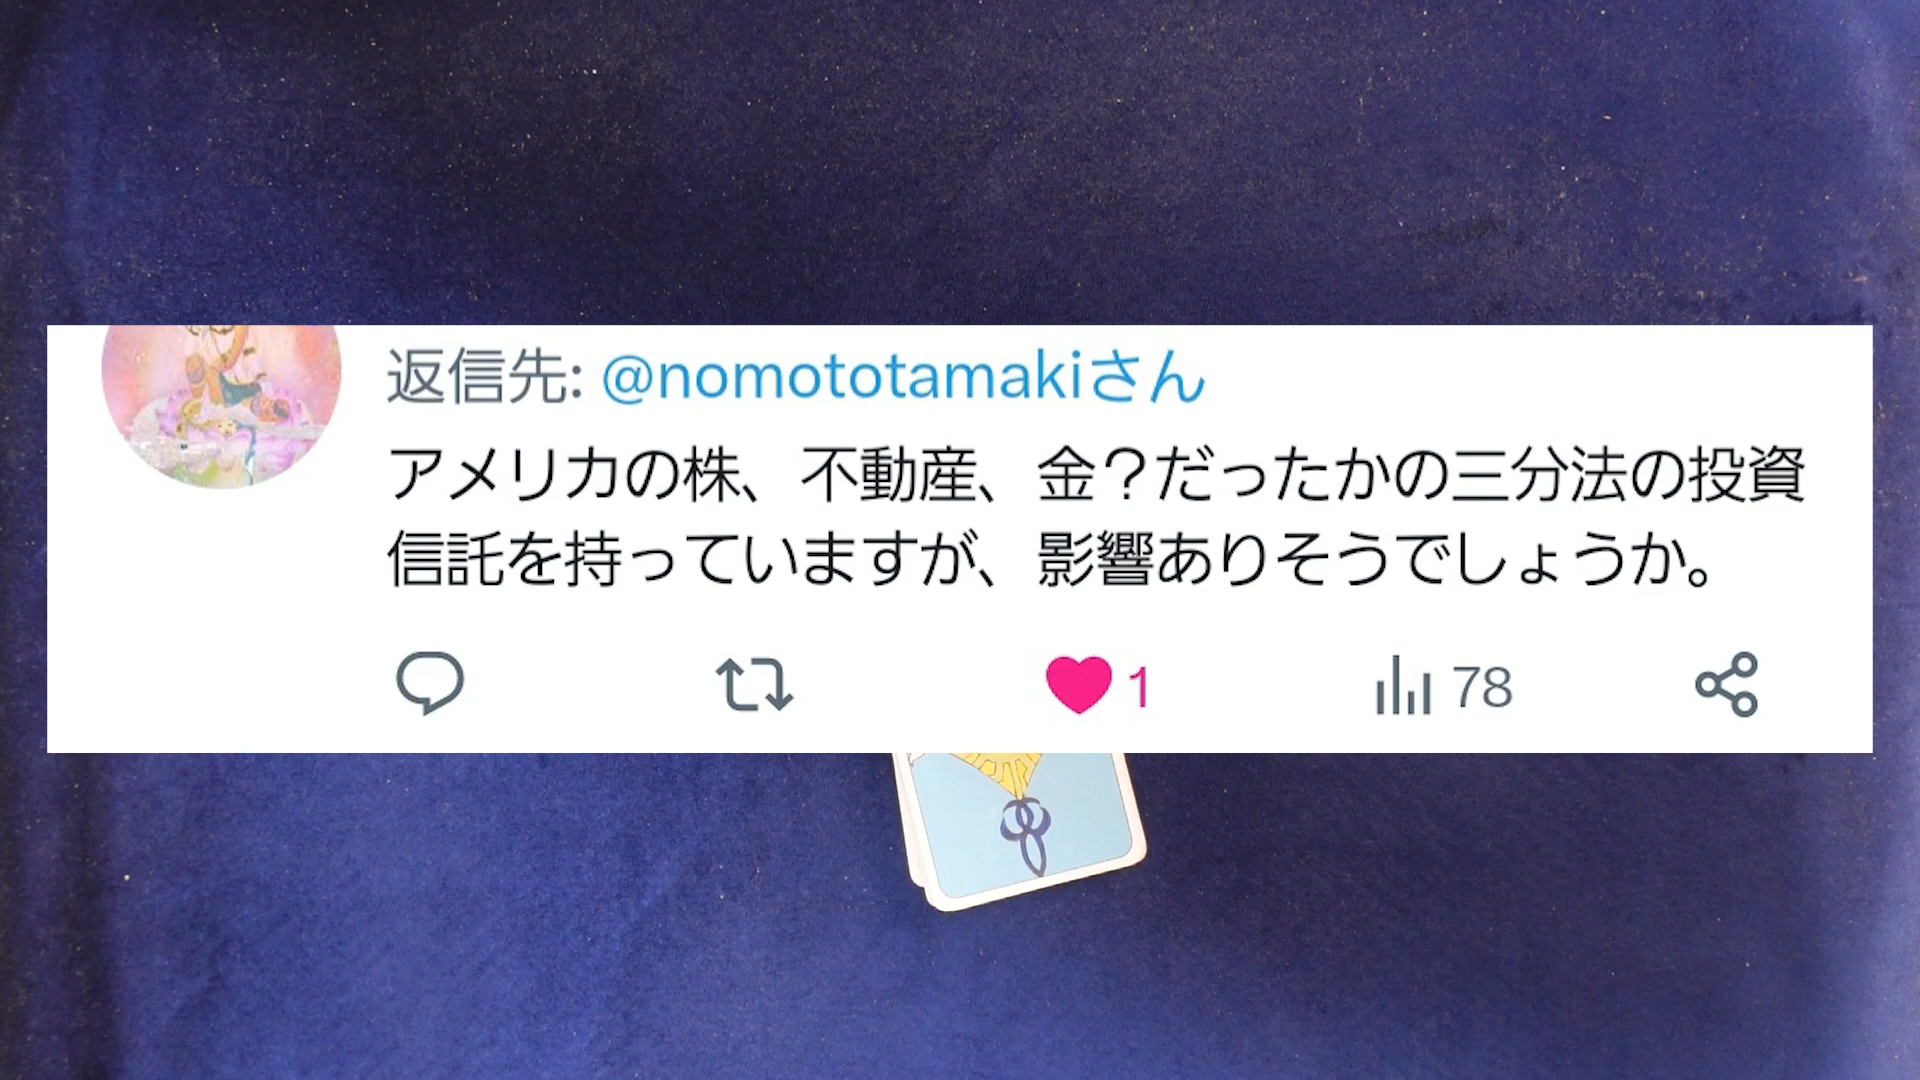 返信先: @nomototamakiさん
アメリカの株、不動産、金？だったかの三分法の投資
信託を持っていますが、影響ありそうでしょうか。
1 78